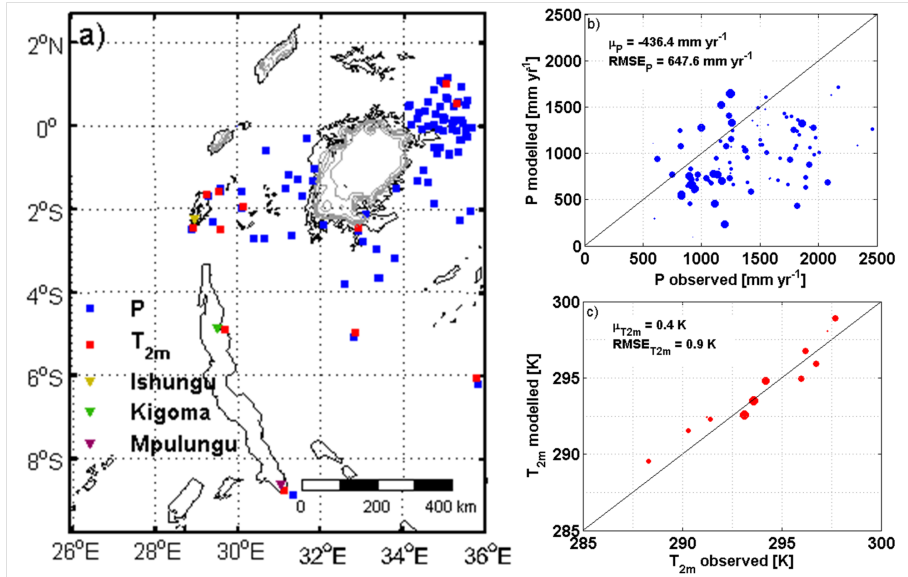 a)
2°N
0°
2°S
4°S
6°S
8°S
P
T2m
Ishungu
Kigoma
Mpulungu
0 200 400 km
26°E 28°E 30°E 32°E 34°E 36°E
b)
μP = -436.4 mm yr-1
RMSEP = 647.6 mm yr-1
P modelled [mm yr-1]
2500
2000
1500
1000
500
0
0 500 1000 1500 2000 2500
P observed [mm yr-1]
c)
μT2m = 0.4 K
RMSET2m = 0.9 K
T2m modelled [K]
300
295
290
285
285 290 295 300
T2m observed [K]